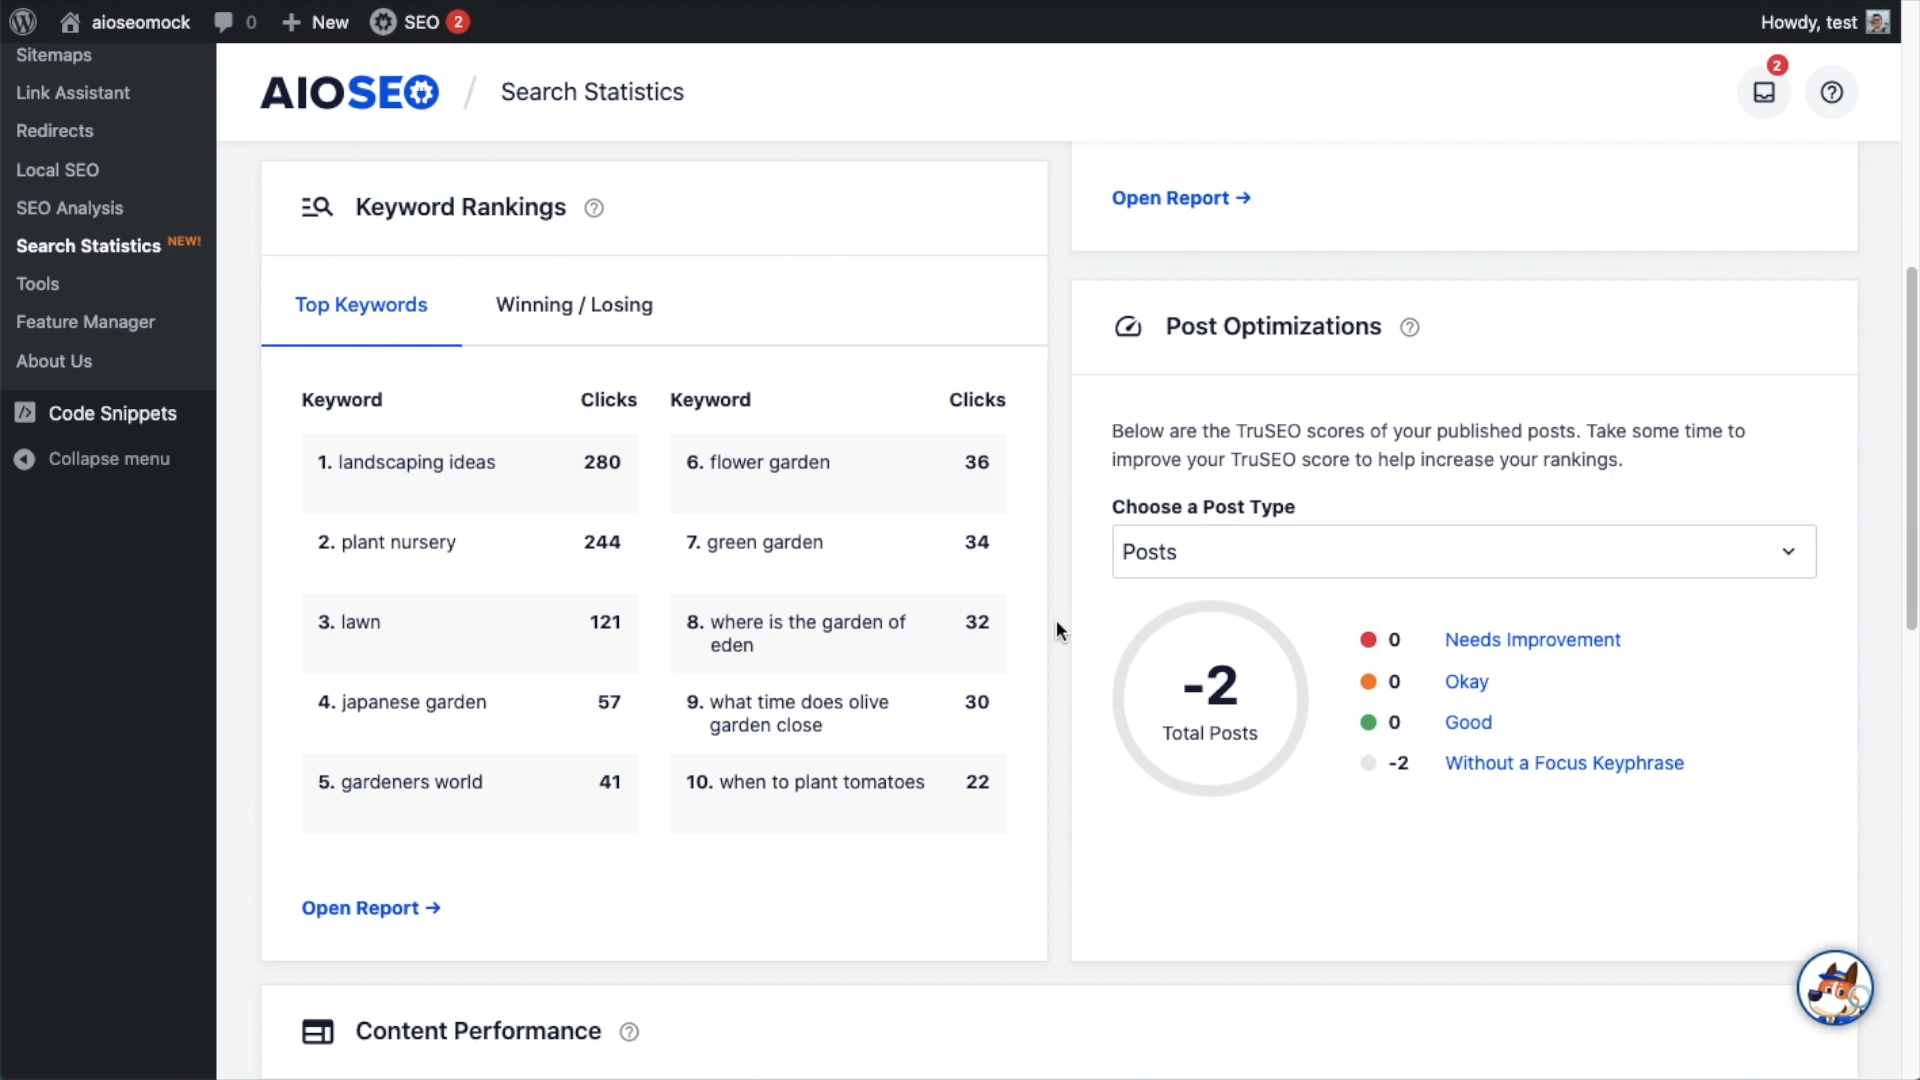 aioseomock
0
New
SEO
2
Howdy, test
Sitemaps
Link Assistant
Redirects
Local SEO
SEO Analysis
Search Statistics NEW!
Tools
Feature Manager
About Us
Code Snippets
Collapse menu
AIOSEO / Search Statistics
2
Keyword Rankings
Top Keywords
Winning / Losing
Keyword Clicks Keyword Clicks
1. landscaping ideas 280
2. plant nursery 244
3. lawn 121
4. japanese garden 57
5. gardeners world 41
6. flower garden 36
7. green garden 34
8. where is the garden of 32
eden
9. what time does olive 30
garden close
10. when to plant tomatoes 22
Open Report →
Open Report →
Post Optimizations
Below are the TruSEO scores of your published posts. Take some time to
improve your TruSEO score to help increase your rankings.
Choose a Post Type
Posts
-2
Total Posts
0 Needs Improvement
0 Okay
0 Good
-2 Without a Focus Keyphrase
Content Performance